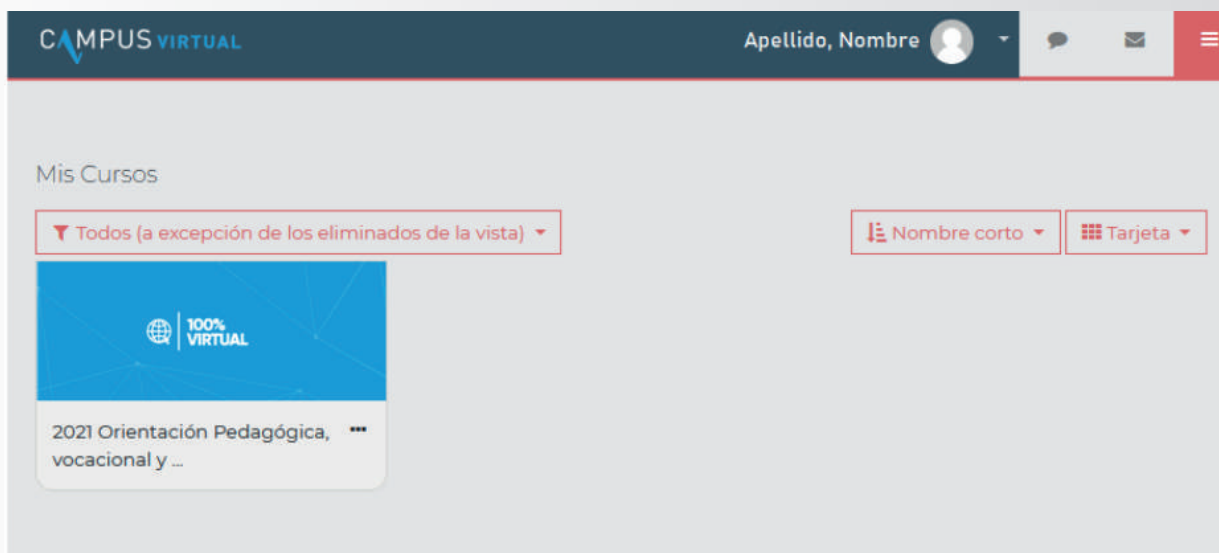 CAMPUS VIRTUAL
Apellido, Nombre
Mis Cursos
Todos (a excepción de los eliminados de la vista)
Nombre corto
Tarjeta
100%
VIRTUAL
2021 Orientación Pedagógica,
vocacional y ...